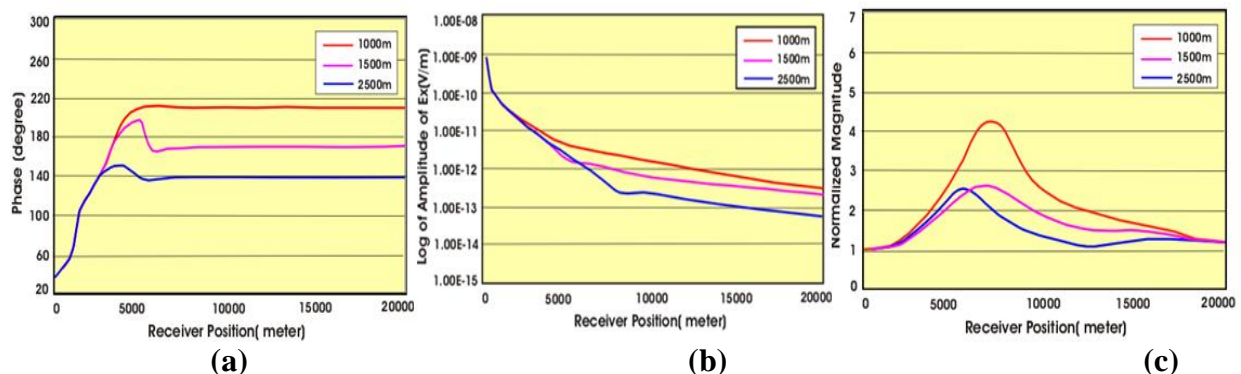 300
260
220
180
140
100
60
20
Phase (degree)
1000m
1500m
2500m
0
5000
10000
15000
20000
Receiver Position( meter)
(a)
1.00E-08
1.00E-09
1.00E-10
1.00E-11
1.00E-12
1.00E-13
1.00E-14
1.00E-15
Log of Amplitude of Ex(V/m)
1000m
1500m
2500m
0
5000
10000
15000
20000
Receiver Position( meter)
(b)
7
6
5
4
3
2
1
0
Normalized Magnitude
1000m
1500m
2500m
0
5000
10000
15000
20000
Receiver Position( meter)
(c)